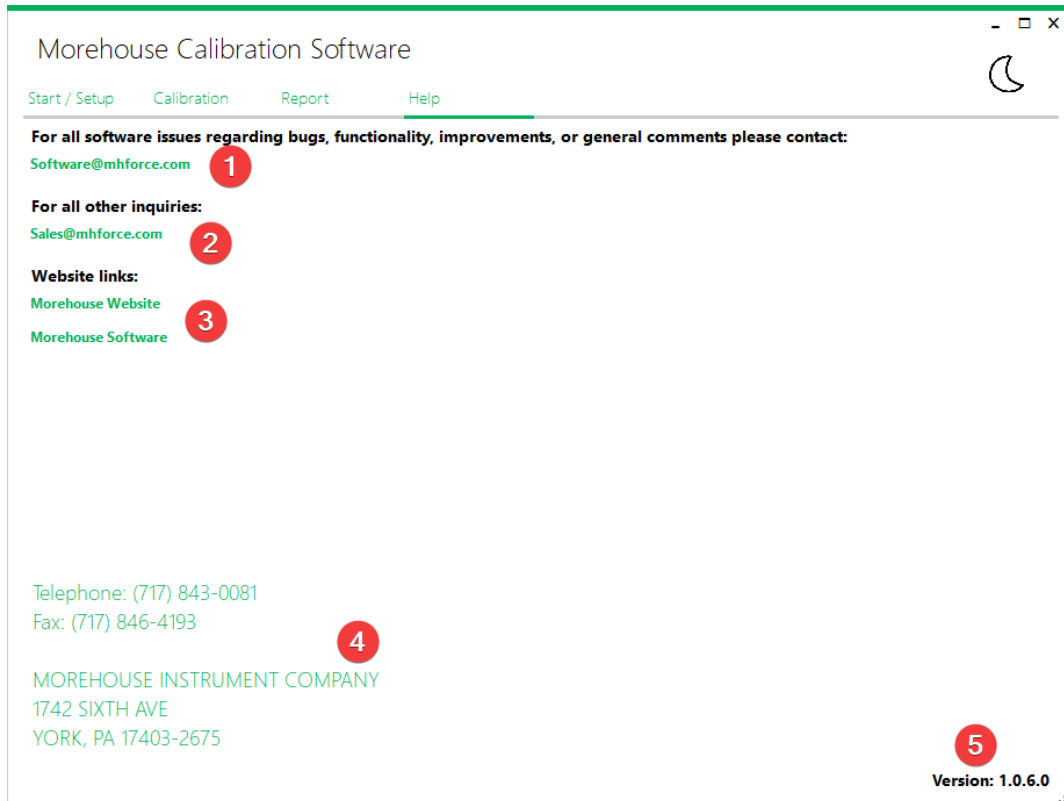 Morehouse Calibration Software
Start / Setup Calibration Report Help
For all software issues regarding bugs, functionality, improvements, or general comments please contact:
Software@mhforce.com 1
For all other inquiries:
Sales@mhforce.com 2
Website links:
Morehouse Website
3
Morehouse Software
Telephone: (717) 843-0081
Fax: (717) 846-4193
4
MOREHOUSE INSTRUMENT COMPANY
1742 SIXTH AVE
YORK, PA 17403-2675
5
Version: 1.0.6.0